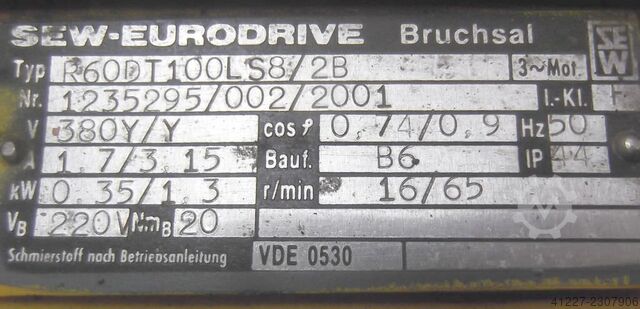 SEW-EURODRIVE Bruchsal SEW
Typ R60DT100LS8/2B 3~Mot.
Nr. 1235295/002/2001 I.-Kl. F
V 380Y/Y cos φ 0,74/0,9 Hz 50
A 1,7/3,15 Bauf. B6 IP 44
kW 0,35/1,3 r/min 16/65
VB 220V NmB 20
Schmierstoff nach Betriebsanleitung VDE 0530
41227-2307906